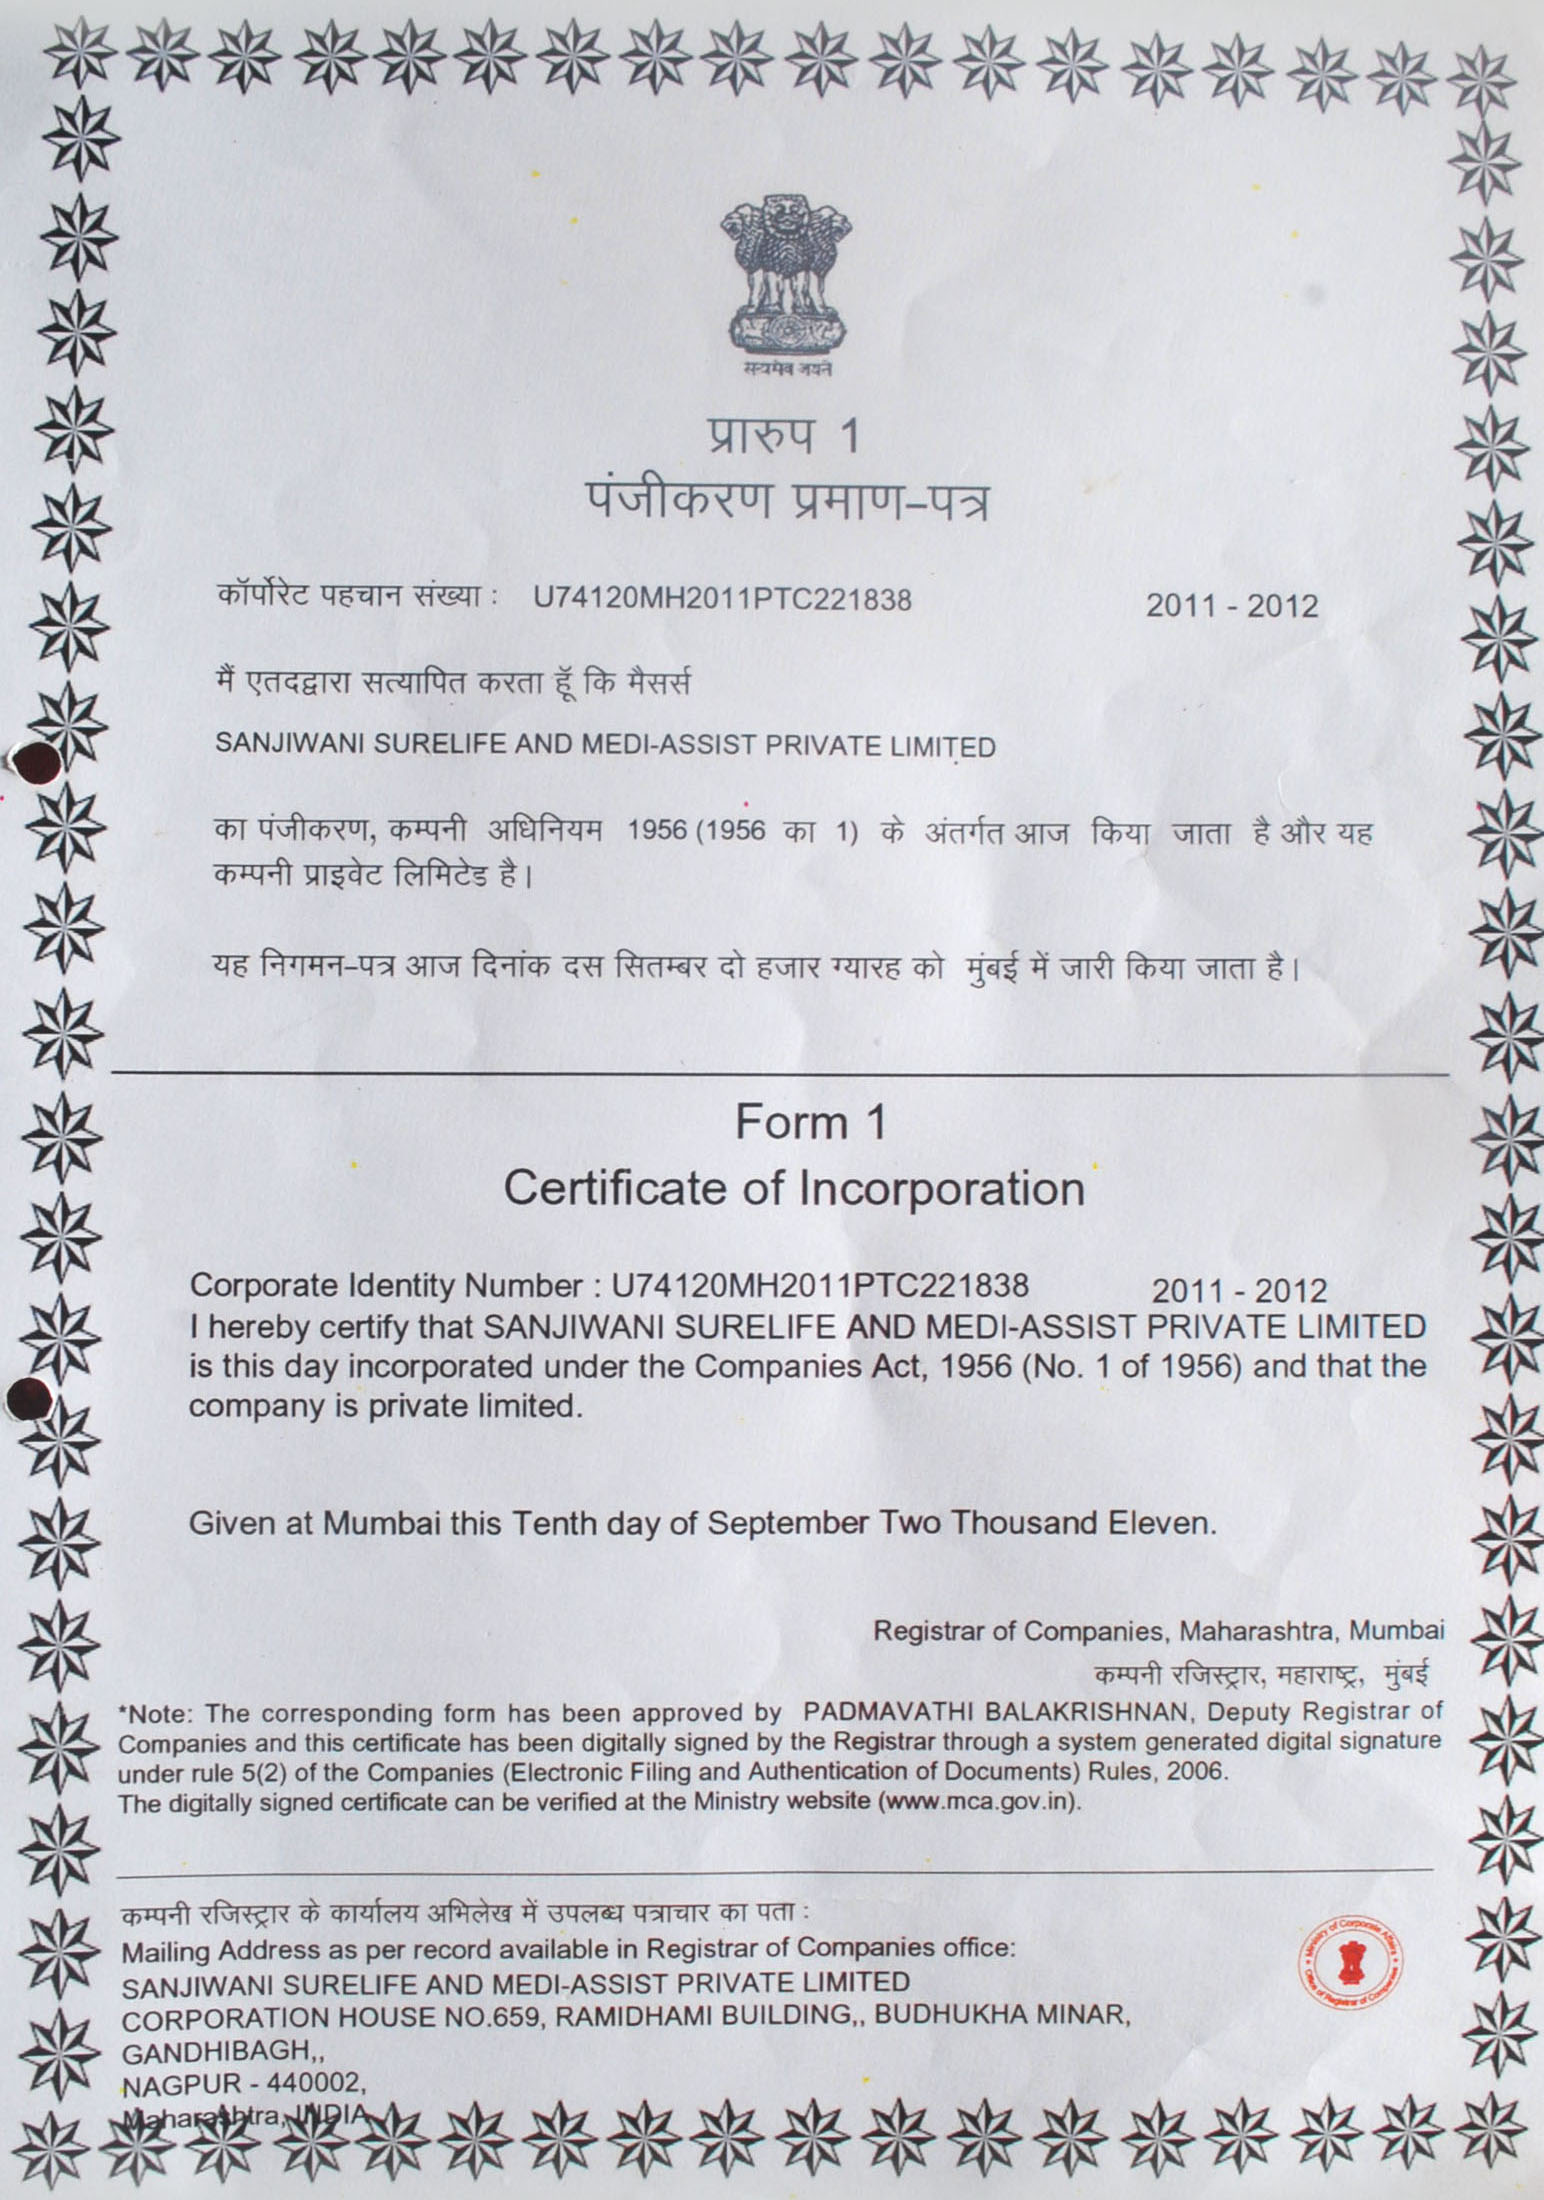 सत्यमेव जयते
प्रारुप 1
पंजीकरण प्रमाण-पत्र
कॉर्पोरेट पहचान संख्या : U74120MH2011PTC221838 2011 - 2012
मैं एतदद्वारा सत्यापित करता हूॅं कि मैसर्स
SANJIWANI SURELIFE AND MEDI-ASSIST PRIVATE LIMITED
का पंजीकरण, कम्पनी अधिनियम 1956 (1956 का 1) के अंतर्गत आज किया जाता है और यह
कम्पनी प्राइवेट लिमिटेड है।
यह निगमन-पत्र आज दिनांक दस सितम्बर दो हजार ग्यारह को मुंबई में जारी किया जाता है।
Form 1
Certificate of Incorporation
Corporate Identity Number : U74120MH2011PTC221838 2011 - 2012
I hereby certify that SANJIWANI SURELIFE AND MEDI-ASSIST PRIVATE LIMITED
is this day incorporated under the Companies Act, 1956 (No. 1 of 1956) and that the
company is private limited.
Given at Mumbai this Tenth day of September Two Thousand Eleven.
Registrar of Companies, Maharashtra, Mumbai
कम्पनी रजिस्ट्रार, महाराष्ट्र, मुंबई
*Note: The corresponding form has been approved by PADMAVATHI BALAKRISHNAN, Deputy Registrar of
Companies and this certificate has been digitally signed by the Registrar through a system generated digital signature
under rule 5(2) of the Companies (Electronic Filing and Authentication of Documents) Rules, 2006.
The digitally signed certificate can be verified at the Ministry website (www.mca.gov.in).
कम्पनी रजिस्ट्रार के कार्यालय अभिलेख में उपलब्ध पत्राचार का पता :
Mailing Address as per record available in Registrar of Companies office:
SANJIWANI SURELIFE AND MEDI-ASSIST PRIVATE LIMITED
CORPORATION HOUSE NO.659, RAMIDHAMI BUILDING,, BUDHUKHA MINAR,
GANDHIBAGH,,
NAGPUR - 440002,
Maharashtra, INDIA
Ministry of Corporate Affairs
Office of Registrar of Companies